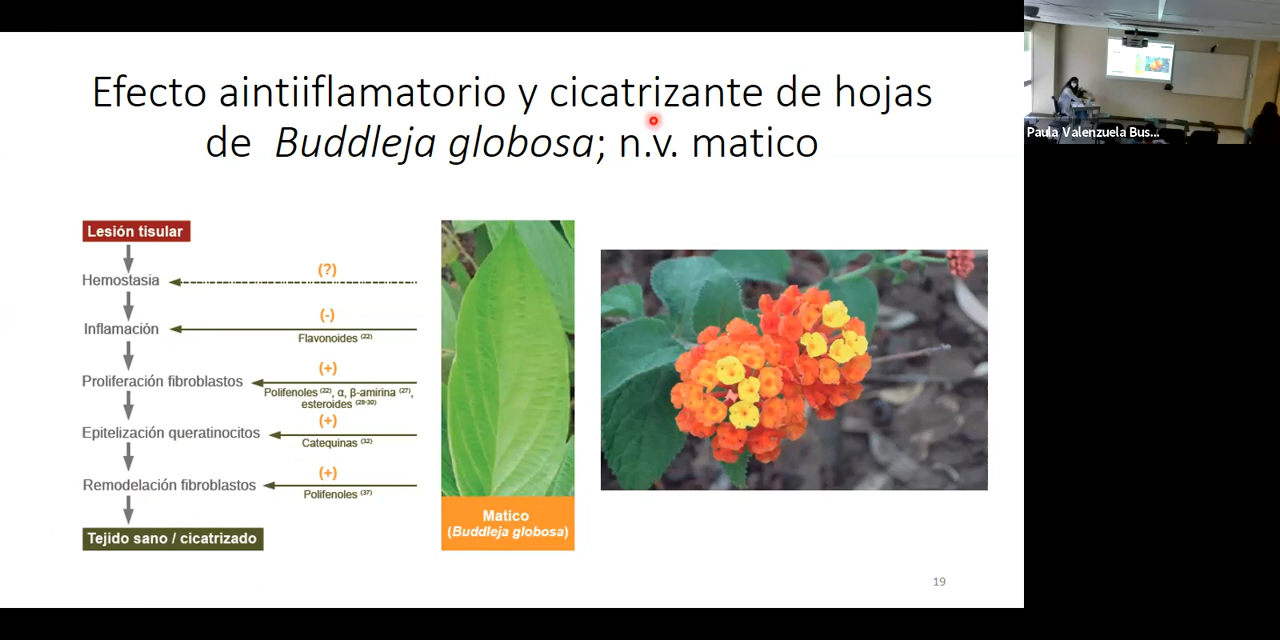 Efecto aintiiflamatorio y cicatrizante de hojas
de Buddleja globosa; n.v. matico
Paula Valenzuela Bus...
Lesión tisular
Hemostasia
(?)
Inflamación
(-)
Flavonoides (22)
Proliferación fibroblastos
(+)
Polifenoles (22), α, β-amirina (27),
esteroides (28-30)
Epitelización queratinocitos
(+)
Catequinas (32)
Remodelación fibroblastos
(+)
Polifenoles (37)
Tejido sano / cicatrizado
Matico
(Buddleja globosa)
19